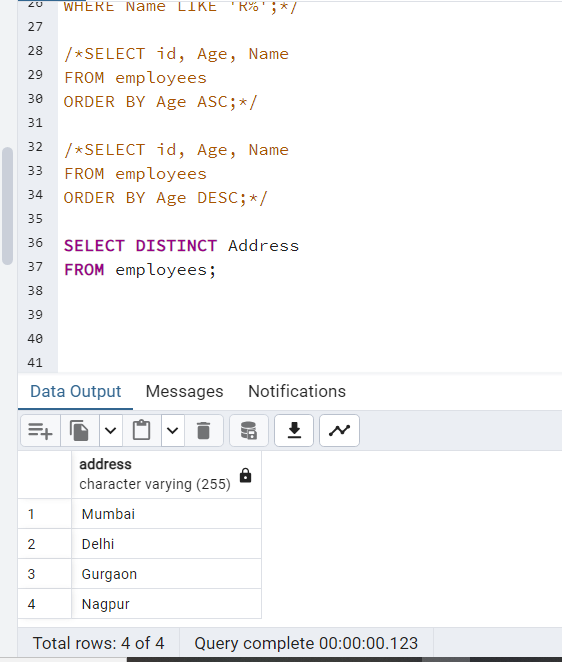 26 WHERE Name LIKE 'R%';*/
27
28 /*SELECT id, Age, Name
29 FROM employees
30 ORDER BY Age ASC;*/
31
32 /*SELECT id, Age, Name
33 FROM employees
34 ORDER BY Age DESC;*/
35
36 SELECT DISTINCT Address
37 FROM employees;
38
39
40
41
Data Output Messages Notifications
address
character varying (255)
1 Mumbai
2 Delhi
3 Gurgaon
4 Nagpur
Total rows: 4 of 4 Query complete 00:00:00.123